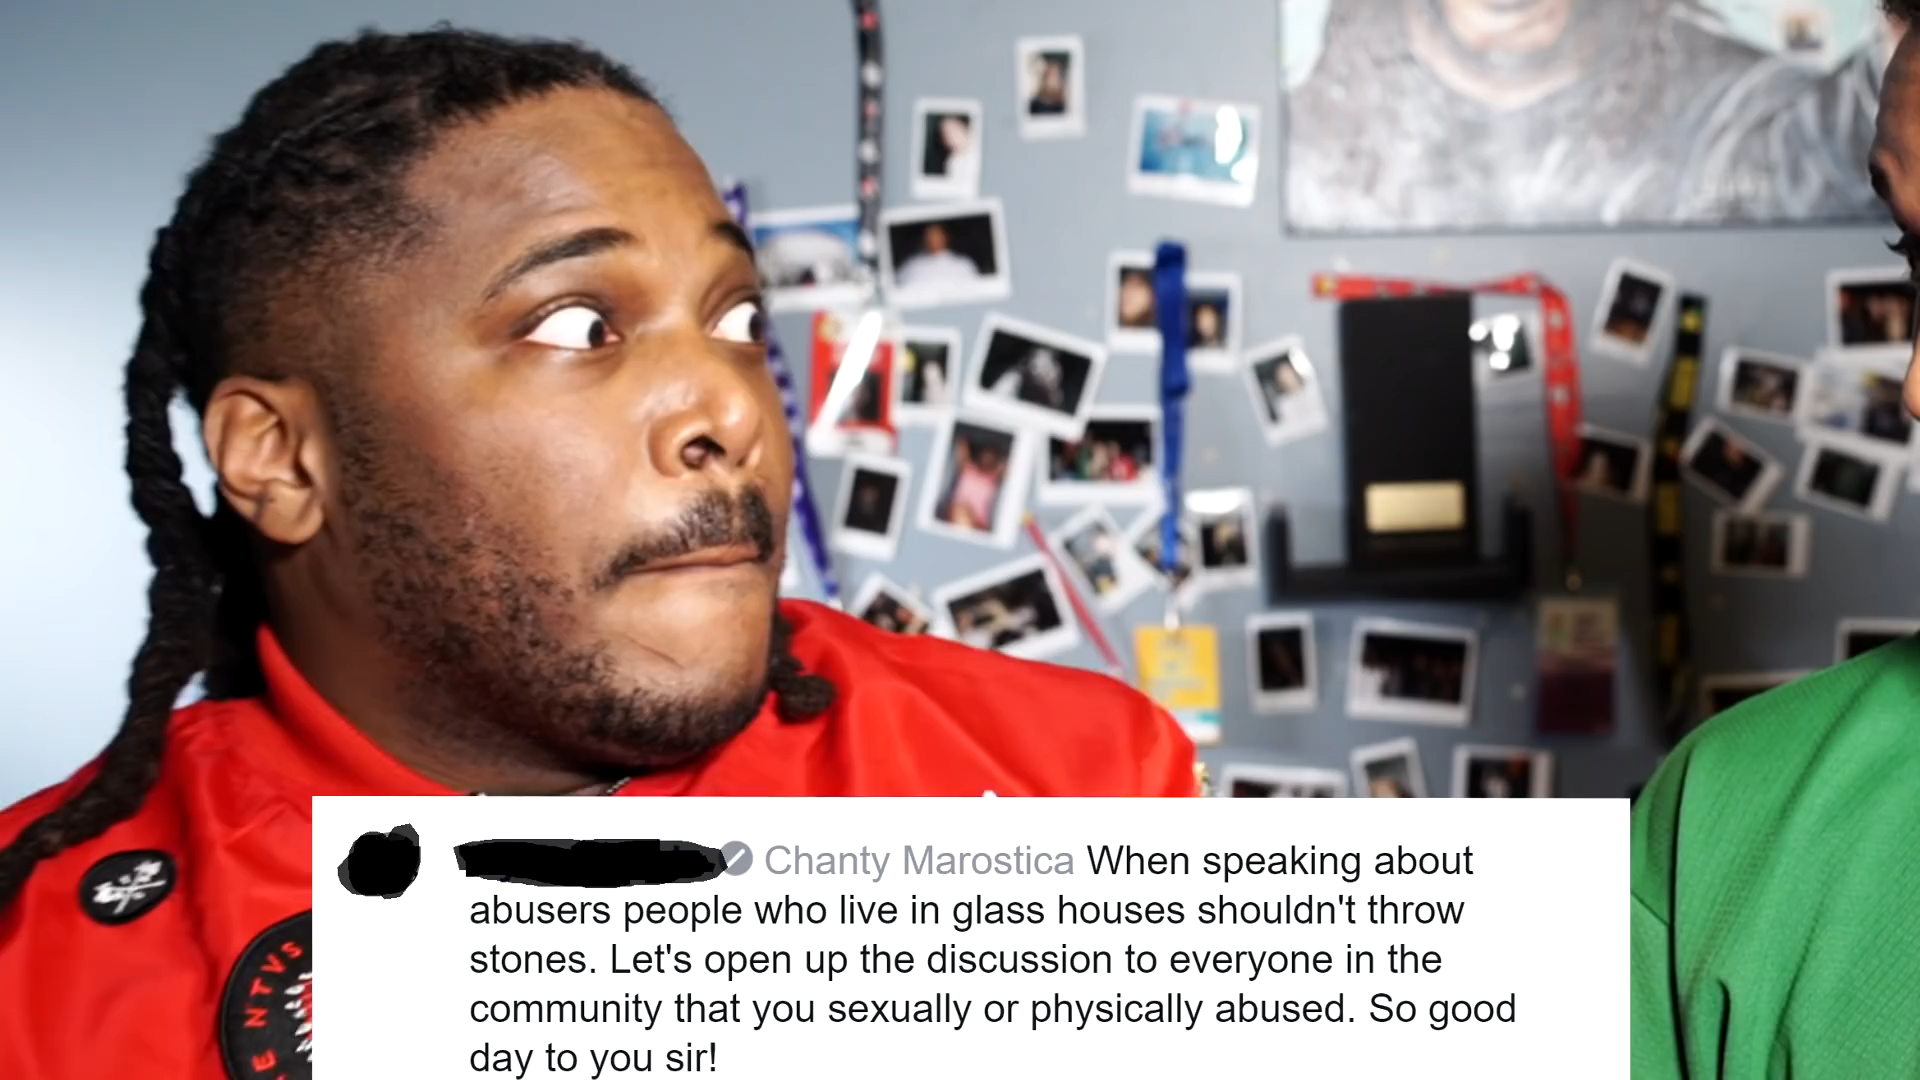 Chanty Marostica When speaking about
abusers people who live in glass houses shouldn't throw
stones. Let's open up the discussion to everyone in the
community that you sexually or physically abused. So good
day to you sir!
NTVS